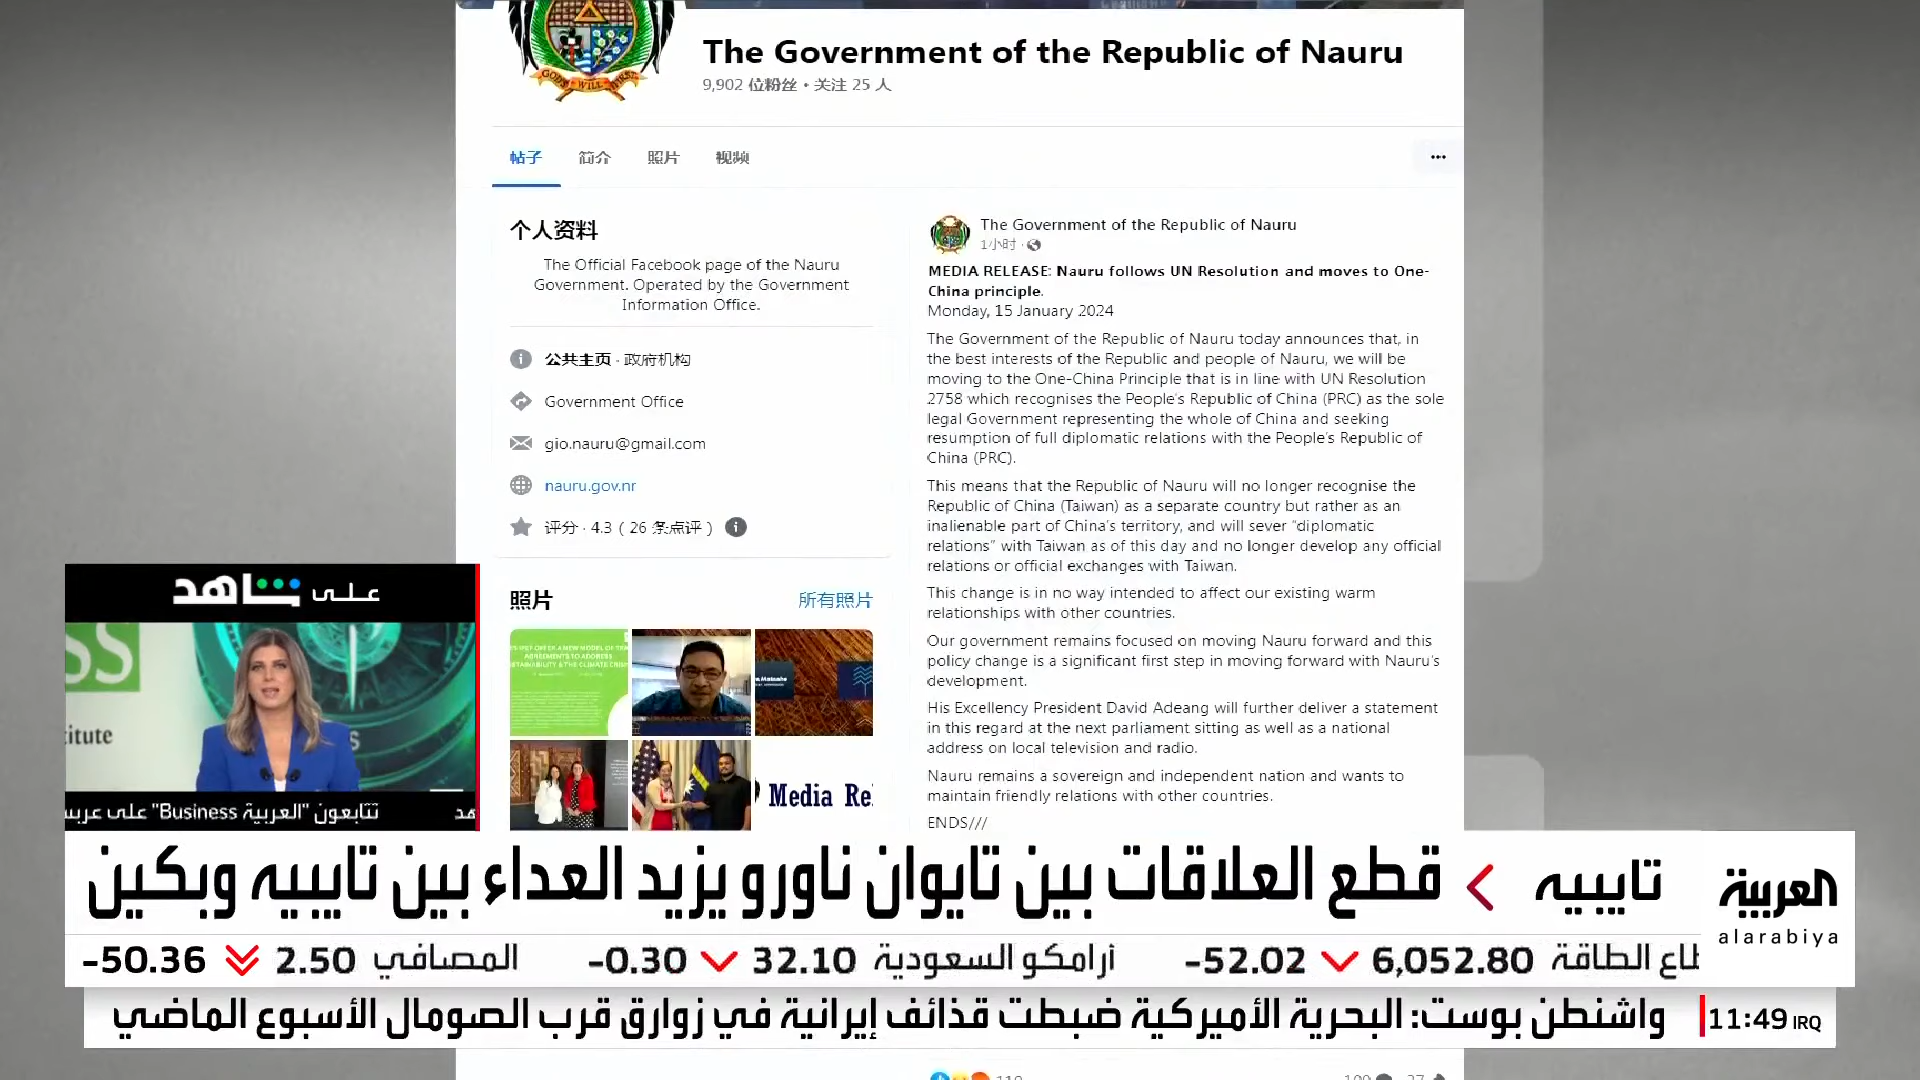 GOD'S WILL FIRST
The Government of the Republic of Nauru
9,902 位粉丝 • 关注 25 人
帖子 简介 照片 视频
个人资料
The Official Facebook page of the Nauru
Government. Operated by the Government
Information Office.
公共主页 · 政府机构
Government Office
gio.nauru@gmail.com
nauru.gov.nr
评分 · 4.3 ( 26 条点评 )
照片 所有照片
Media Re
The Government of the Republic of Nauru
1小时 ·
MEDIA RELEASE: Nauru follows UN Resolution and moves to One-
China principle.
Monday, 15 January 2024
The Government of the Republic of Nauru today announces that, in
the best interests of the Republic and people of Nauru, we will be
moving to the One-China Principle that is in line with UN Resolution
2758 which recognises the People's Republic of China (PRC) as the sole
legal Government representing the whole of China and seeking
resumption of full diplomatic relations with the People's Republic of
China (PRC).
This means that the Republic of Nauru will no longer recognise the
Republic of China (Taiwan) as a separate country but rather as an
inalienable part of China's territory, and will sever "diplomatic
relations" with Taiwan as of this day and no longer develop any official
relations or official exchanges with Taiwan.
This change is in no way intended to affect our existing warm
relationships with other countries.
Our government remains focused on moving Nauru forward and this
policy change is a significant first step in moving forward with Nauru's
development.
His Excellency President David Adeang will further deliver a statement
in this regard at the next parliament sitting as well as a national
address on local television and radio.
Nauru remains a sovereign and independent nation and wants to
maintain friendly relations with other countries.
ENDS///
على شاهد
ss
itute
تتابعون "العربية Business" على عربس
هد
تايبيه
قطع العلاقات بين تايوان ناورو يزيد العداء بين تايبيه وبكين
العربية
alarabiya
طاع الطاقة 6,052.80 -52.02 أرامكو السعودية 32.10 -0.30 المصافي 2.50 -50.36
11:49 IRQ
واشنطن بوست: البحرية الأميركية ضبطت قذائف إيرانية في زوارق قرب الصومال الأسبوع الماضي